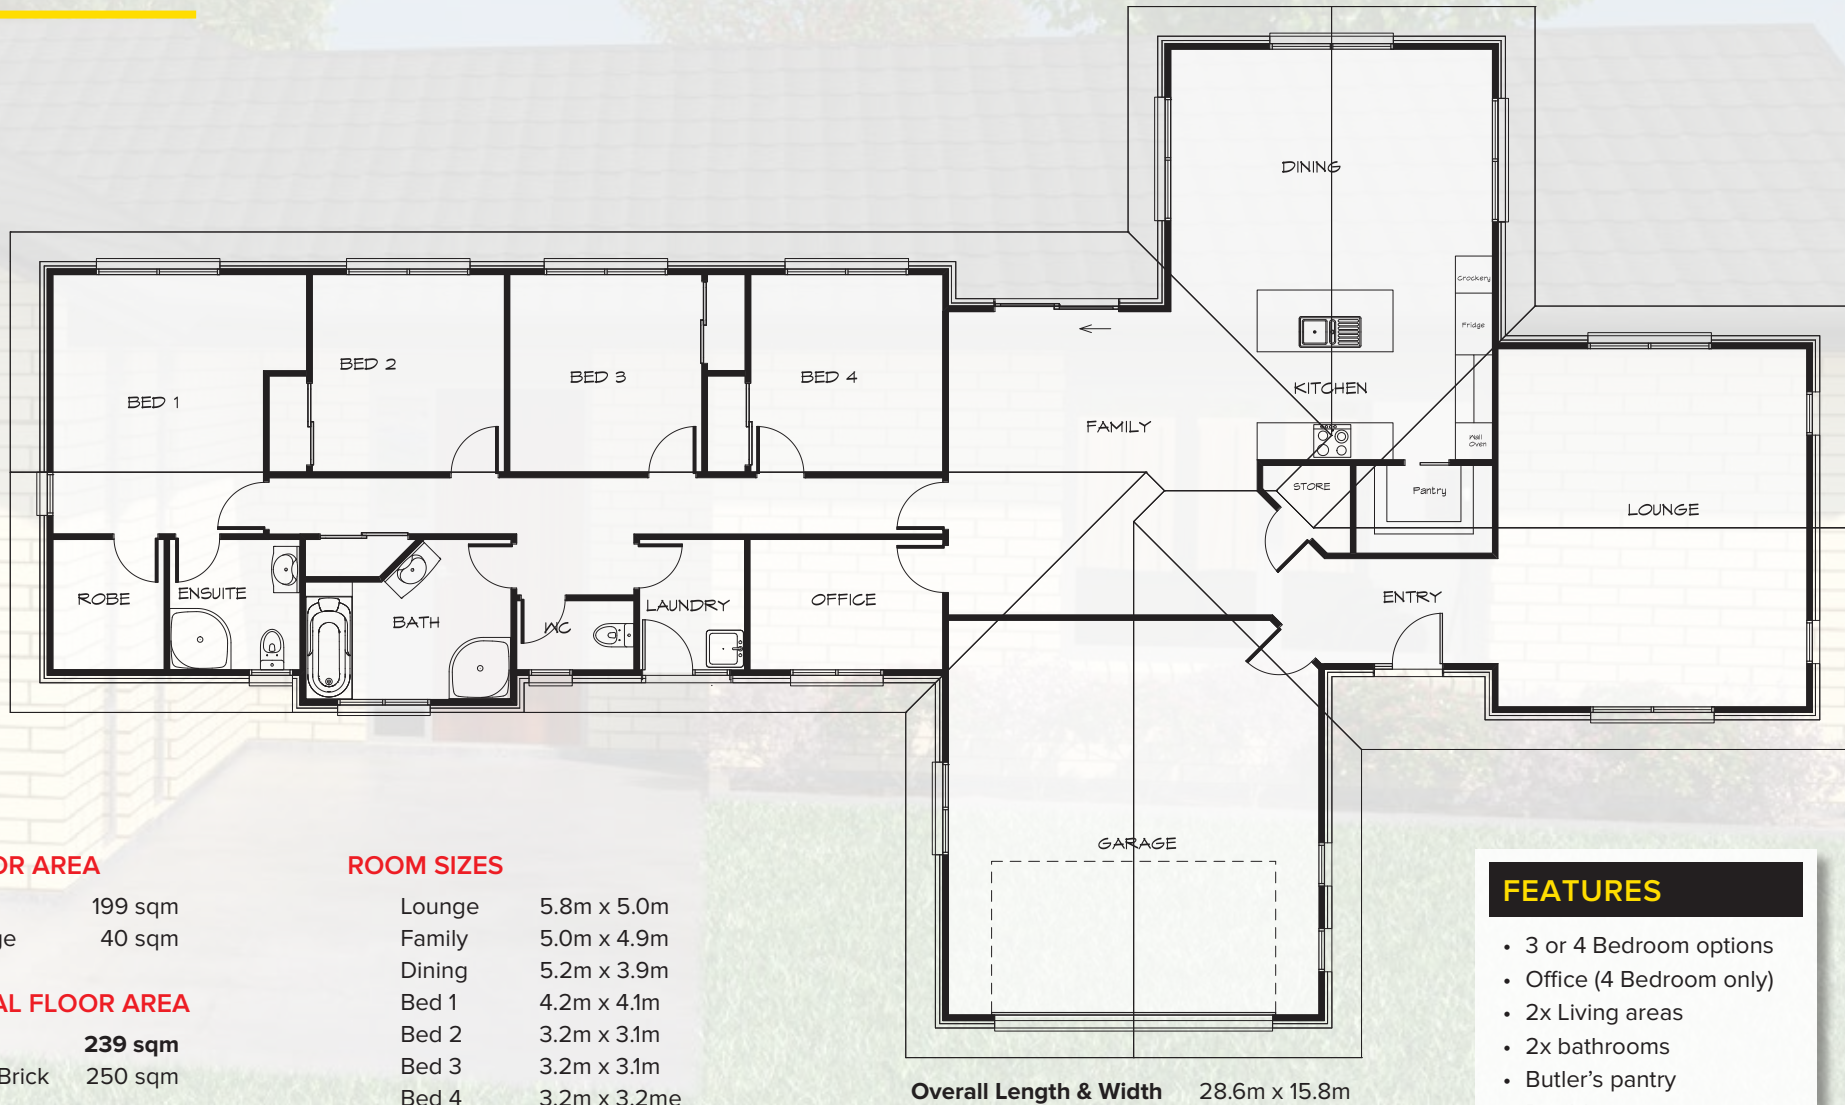 DINING
Crockery
Fridge
BED 2
BED 3
BED 4
BED 1
KITCHEN
FAMILY
Wall
Oven
STORE
Pantry
LOUNGE
ROBE
ENSUITE
BATH
WC
LAUNDRY
OFFICE
ENTRY
GARAGE
OR AREA
199 sqm
ge 40 sqm
AL FLOOR AREA
239 sqm
Brick 250 sqm
ROOM SIZES
Lounge 5.8m x 5.0m
Family 5.0m x 4.9m
Dining 5.2m x 3.9m
Bed 1 4.2m x 4.1m
Bed 2 3.2m x 3.1m
Bed 3 3.2m x 3.1m
Bed 4 3.2m x 3.2me
Overall Length & Width 28.6m x 15.8m
FEATURES
• 3 or 4 Bedroom options
• Office (4 Bedroom only)
• 2x Living areas
• 2x bathrooms
• Butler's pantry